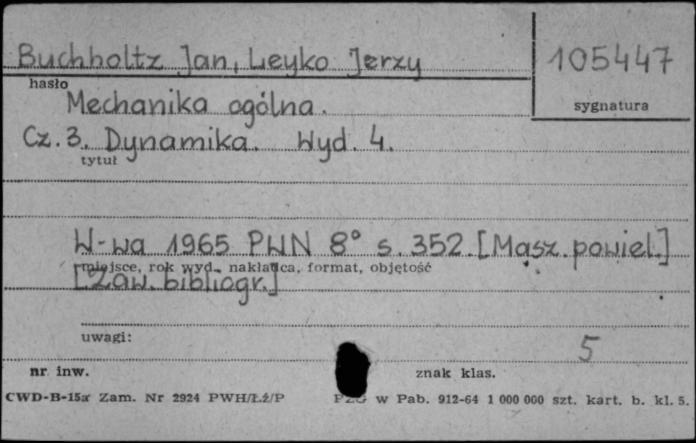 Buchholtz Jan, Leyko Jerzy
105447
hasło
Mechanika ogólna.
sygnatura
Cz. 3. Dynamika. Wyd. 4.
tytuł
W-wa 1965 PWN 8° s. 352. [Masz. powiel.]
miejsce, rok wyd., nakładca, format, objętość
[Zaw. bibliogr.]
uwagi:
5
nr inw.
znak klas.
CWD-B-15a Zam. Nr 2924 PWH/Łź/P
PZG w Pab. 912-64 1 000 000 szt. kart. b. kl. 5.